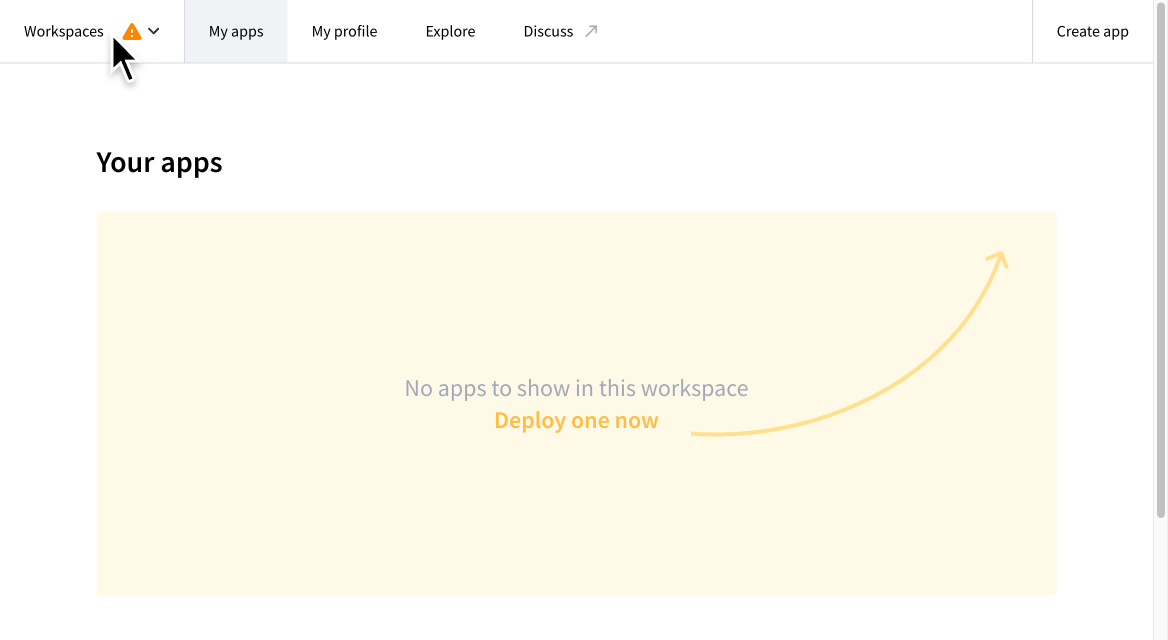 Workspaces My apps My profile Explore Discuss Create app
Your apps
No apps to show in this workspace
Deploy one now